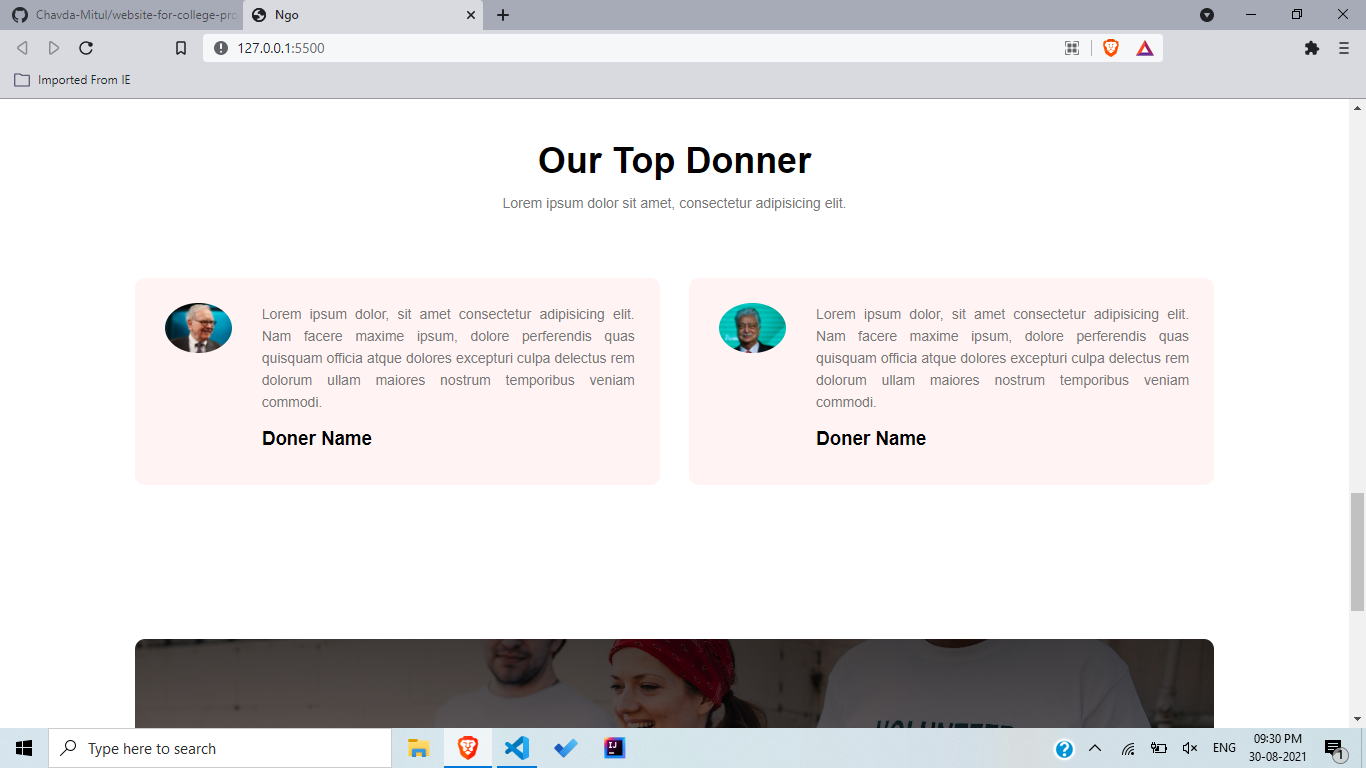 Chavda-Mitul/website-for-college-pro
Ngo
127.0.0.1:5500
Imported From IE
Our Top Donner
Lorem ipsum dolor sit amet, consectetur adipisicing elit.
Lorem ipsum dolor, sit amet consectetur adipisicing elit.
Nam facere maxime ipsum, dolore perferendis quas
quisquam officia atque dolores excepturi culpa delectus rem
dolorum ullam maiores nostrum temporibus veniam
commodi.
Doner Name
Lorem ipsum dolor, sit amet consectetur adipisicing elit.
Nam facere maxime ipsum, dolore perferendis quas
quisquam officia atque dolores excepturi culpa delectus rem
dolorum ullam maiores nostrum temporibus veniam
commodi.
Doner Name
VOLUNTEER
Type here to search
IJ
ENG
09:30 PM
30-08-2021
1